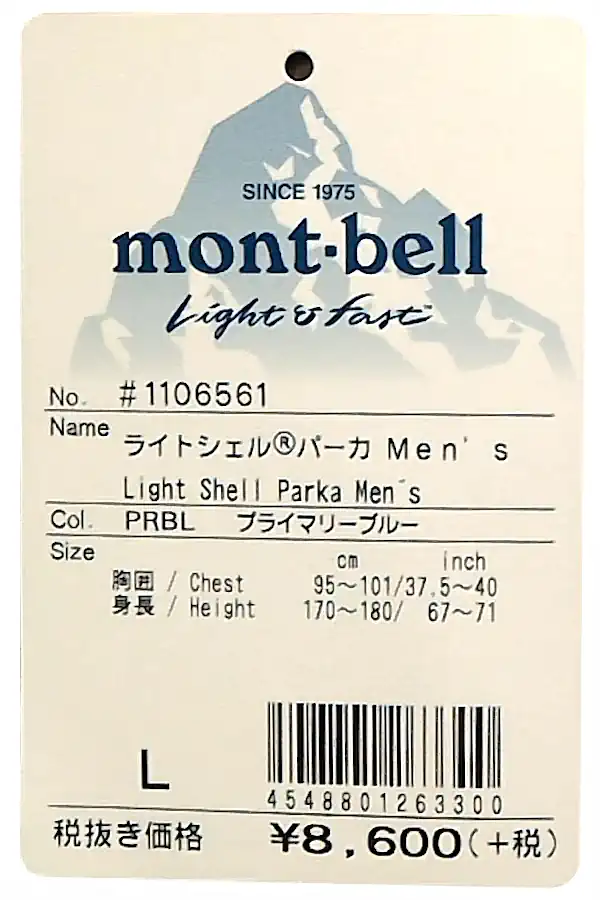 SINCE 1975
mont-bell
Light & Fast™
No. #1106561
Name ライトシェル®パーカ Men's
Light Shell Parka Men's
Col. PRBL プライマリーブルー
Size cm inch
胸囲 / Chest 95～101/37.5～40
身長 / Height 170～180/ 67～71
L
4548801263300
税抜き価格 ¥8,600(+税)